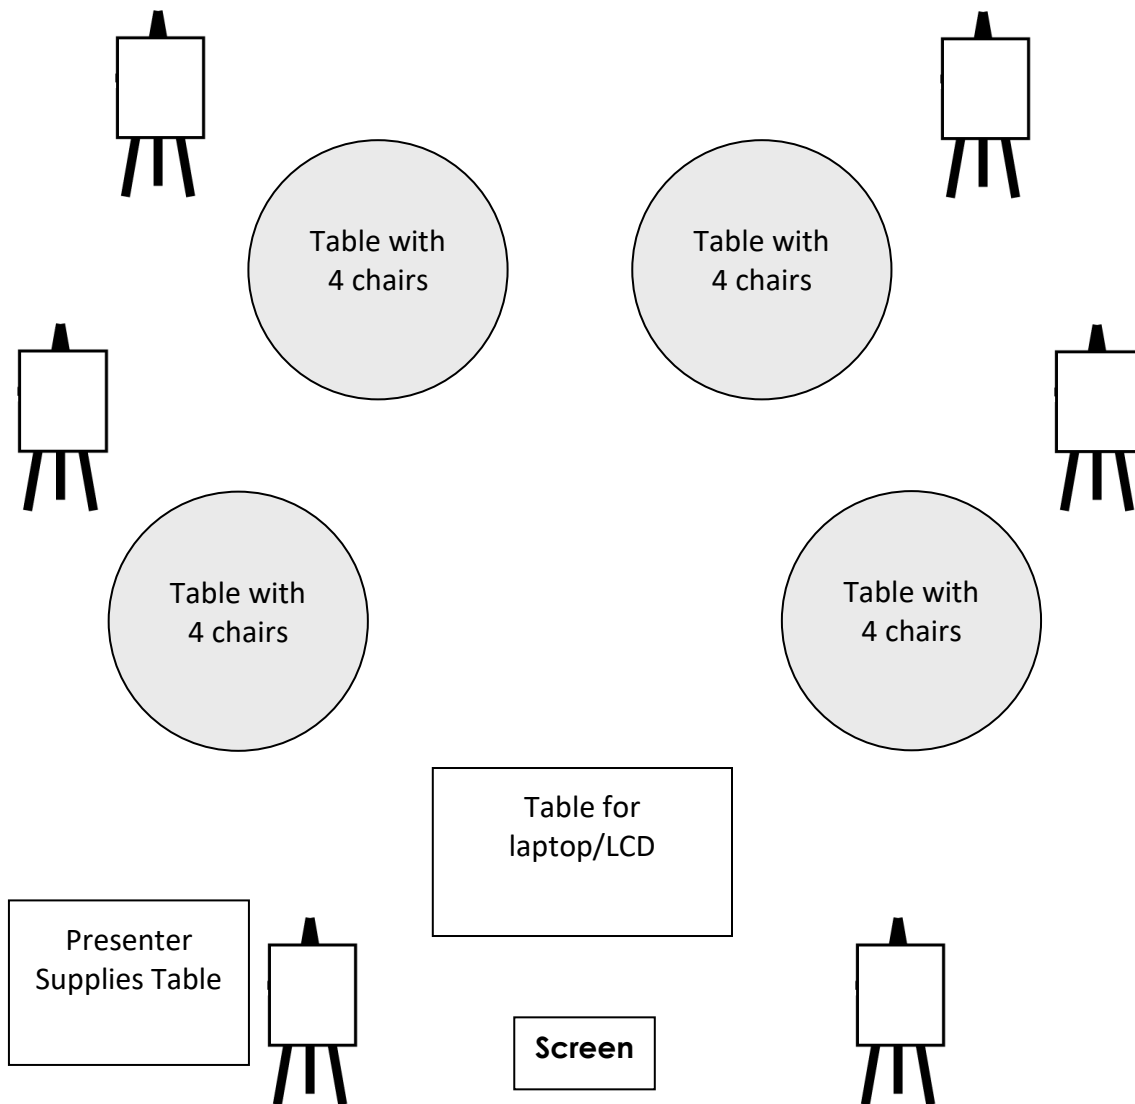 Table with
4 chairs
Table with
4 chairs
Table with
4 chairs
Table with
4 chairs
Table for
laptop/LCD
Presenter
Supplies Table
Screen